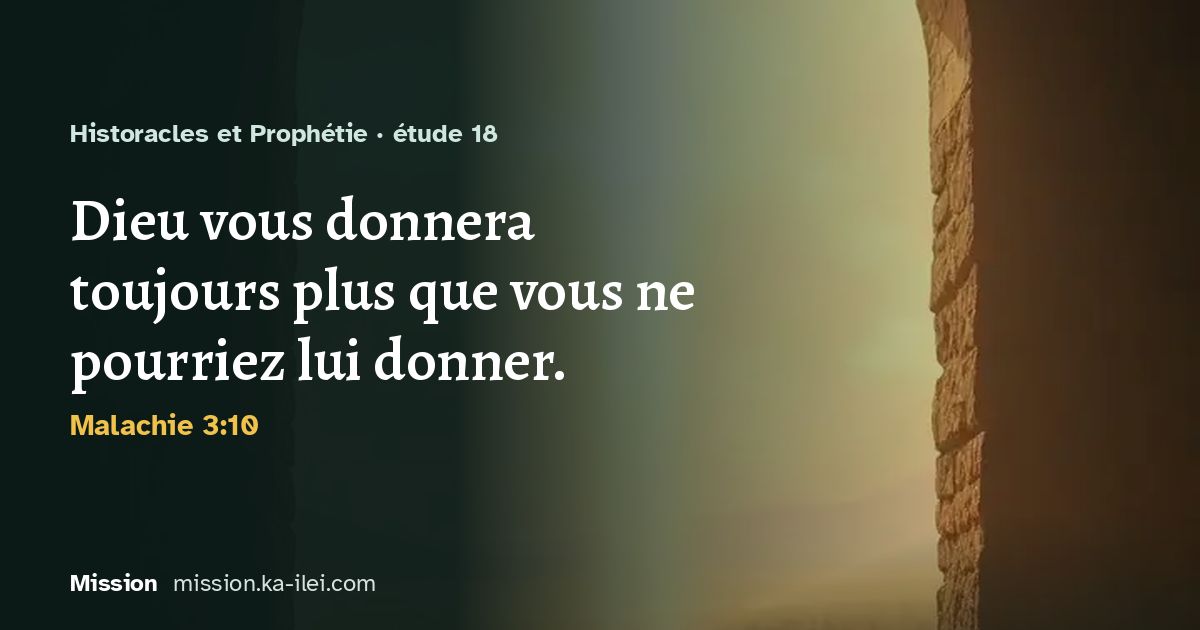 Historacles et Prophétie · étude 18
Dieu vous donnera
toujours plus que vous ne
pourriez lui donner.
Malachie 3:10
Mission mission.ka-ilei.com